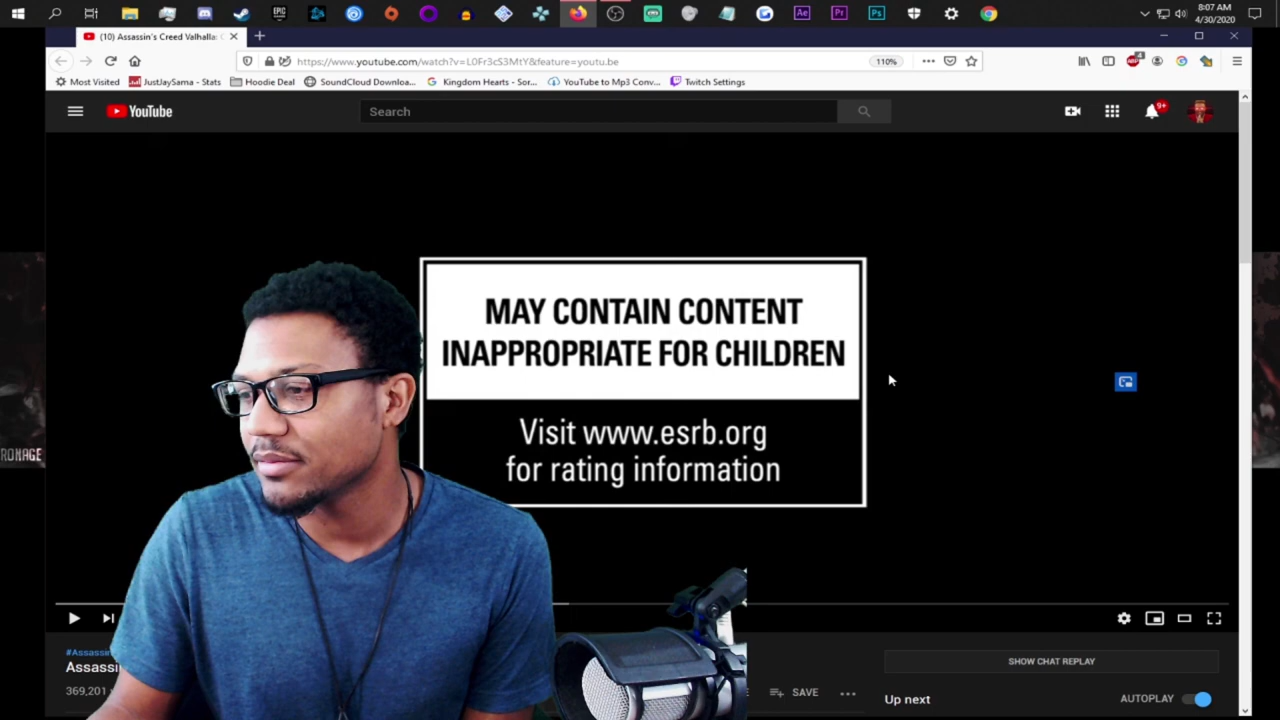 8:07 AM
4/30/2020
(10) Assassin's Creed Valhalla:
https://www.youtube.com/watch?v=L0Fr3cS3MtY&feature=youtu.be
110%
Most Visited
JustJaySama - Stats
Hoodie Deal
SoundCloud Downloa...
Kingdom Hearts - Sor...
YouTube to Mp3 Conv...
Twitch Settings
YouTube
Search
9+
MAY CONTAIN CONTENT
INAPPROPRIATE FOR CHILDREN
Visit www.esrb.org
for rating information
RONAGE
#Assassin
Assassi
369,201
SAVE
SHOW CHAT REPLAY
Up next
AUTOPLAY